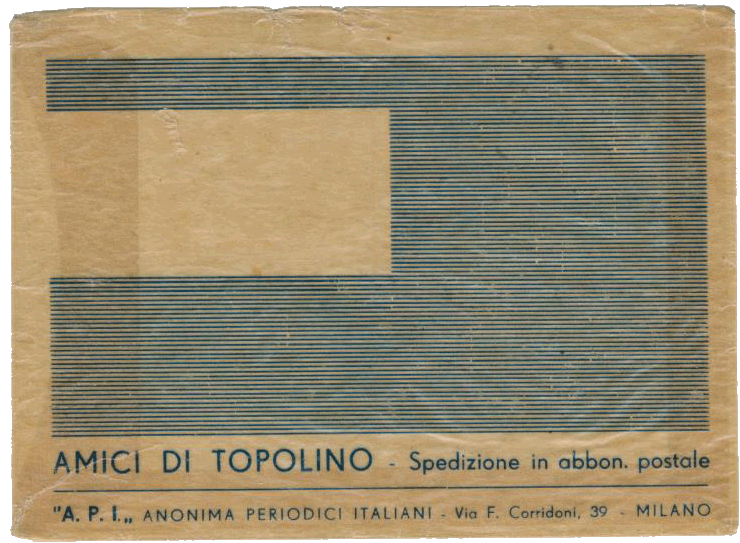 AMICI DI TOPOLINO - Spedizione in abbon. postale
"A. P. I.„ ANONIMA PERIODICI ITALIANI - Via F. Corridoni, 39 - MILANO